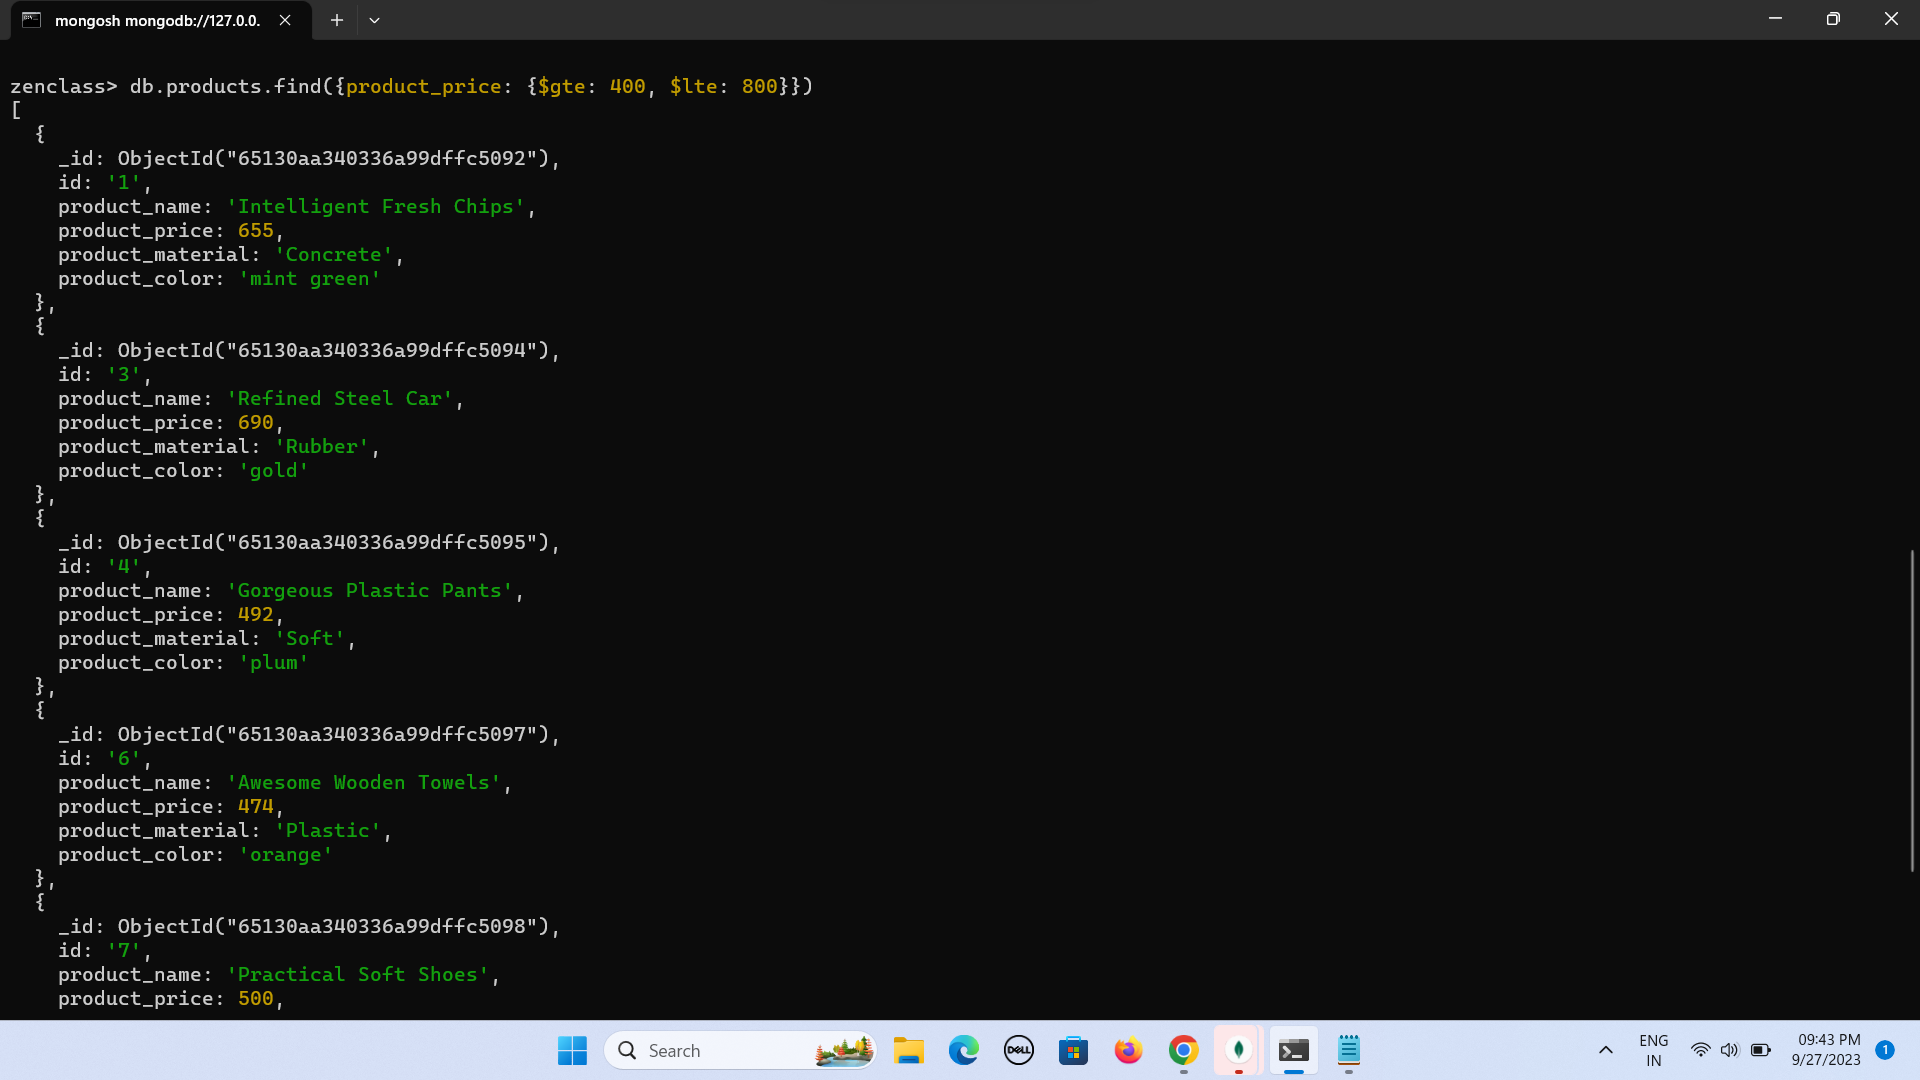 mongosh mongodb://127.0.0.
zenclass> db.products.find({product_price: {$gte: 400, $lte: 800}})
[
  {
    _id: ObjectId("65130aa340336a99dffc5092"),
    id: '1',
    product_name: 'Intelligent Fresh Chips',
    product_price: 655,
    product_material: 'Concrete',
    product_color: 'mint green'
  },
  {
    _id: ObjectId("65130aa340336a99dffc5094"),
    id: '3',
    product_name: 'Refined Steel Car',
    product_price: 690,
    product_material: 'Rubber',
    product_color: 'gold'
  },
  {
    _id: ObjectId("65130aa340336a99dffc5095"),
    id: '4',
    product_name: 'Gorgeous Plastic Pants',
    product_price: 492,
    product_material: 'Soft',
    product_color: 'plum'
  },
  {
    _id: ObjectId("65130aa340336a99dffc5097"),
    id: '6',
    product_name: 'Awesome Wooden Towels',
    product_price: 474,
    product_material: 'Plastic',
    product_color: 'orange'
  },
  {
    _id: ObjectId("65130aa340336a99dffc5098"),
    id: '7',
    product_name: 'Practical Soft Shoes',
    product_price: 500,
Search
DELL
ENG
IN
09:43 PM
9/27/2023
1